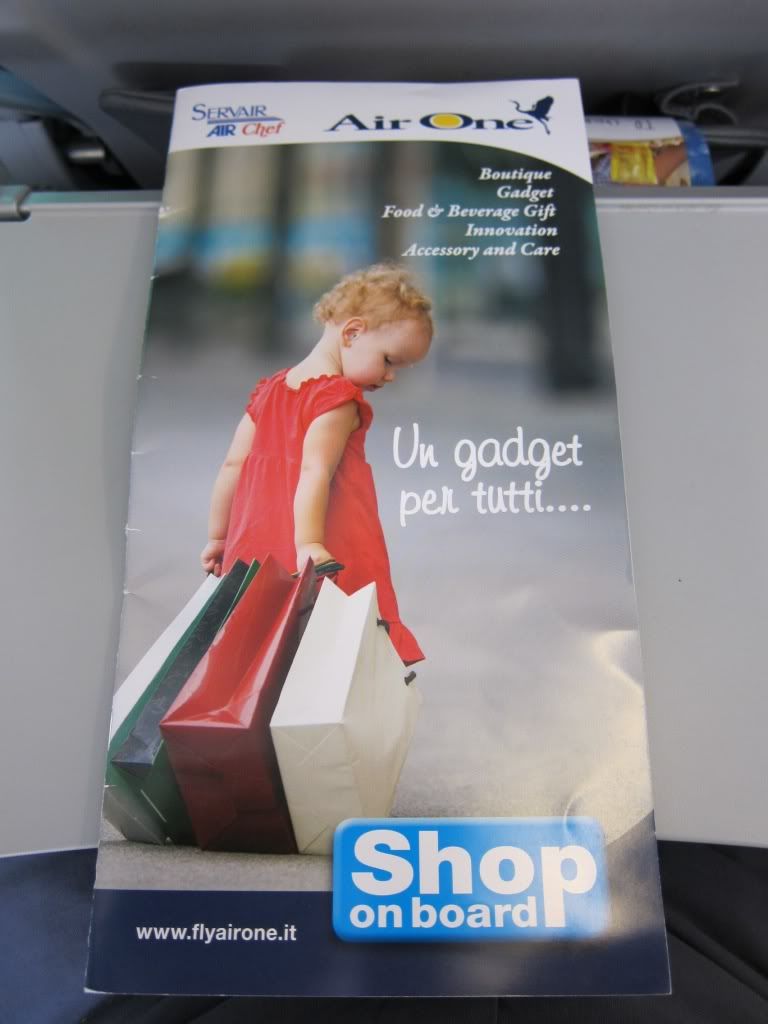 SERVAIR
AIR Chef
Air One
Boutique
Gadget
Food & Beverage Gift
Innovation
Accessory and Care
Un gadget
per tutti....
Shop
on board
www.flyairone.it